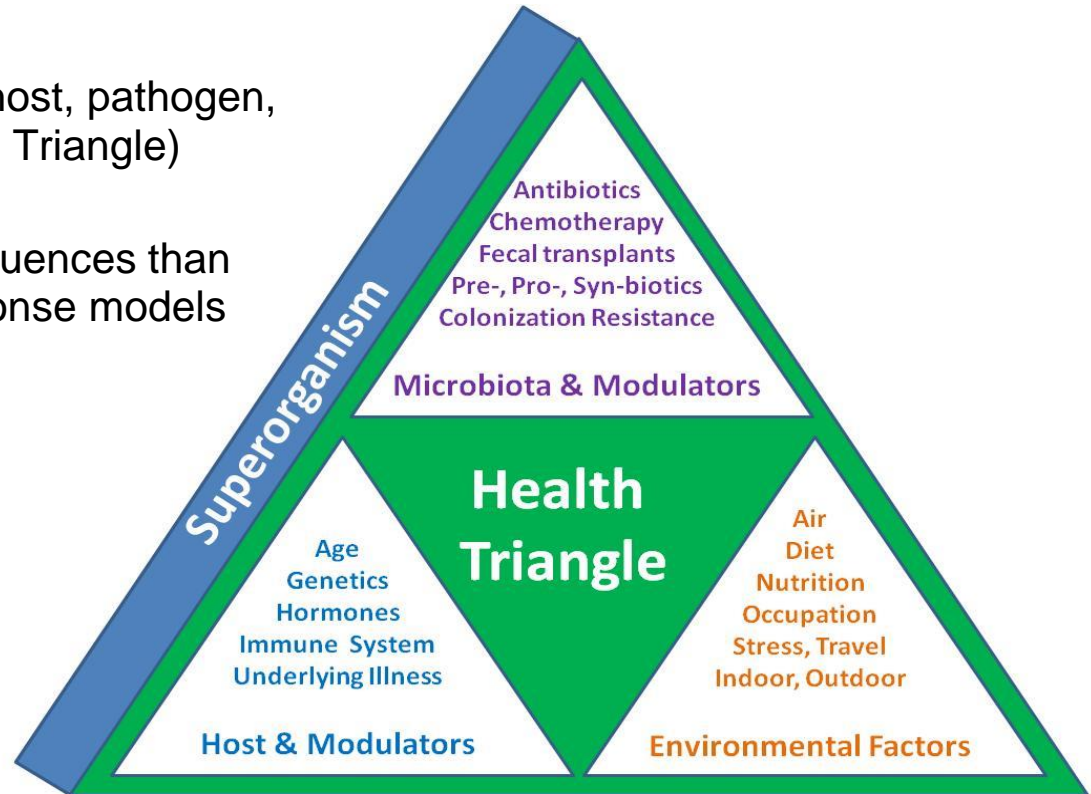 host, pathogen,
Triangle)
uences than
onse models
Superorganism
Antibiotics
Chemotherapy
Fecal transplants
Pre-, Pro-, Syn-biotics
Colonization Resistance
Microbiota & Modulators
Health
Triangle
Age
Genetics
Hormones
Immune System
Underlying Illness
Host & Modulators
Air
Diet
Nutrition
Occupation
Stress, Travel
Indoor, Outdoor
Environmental Factors